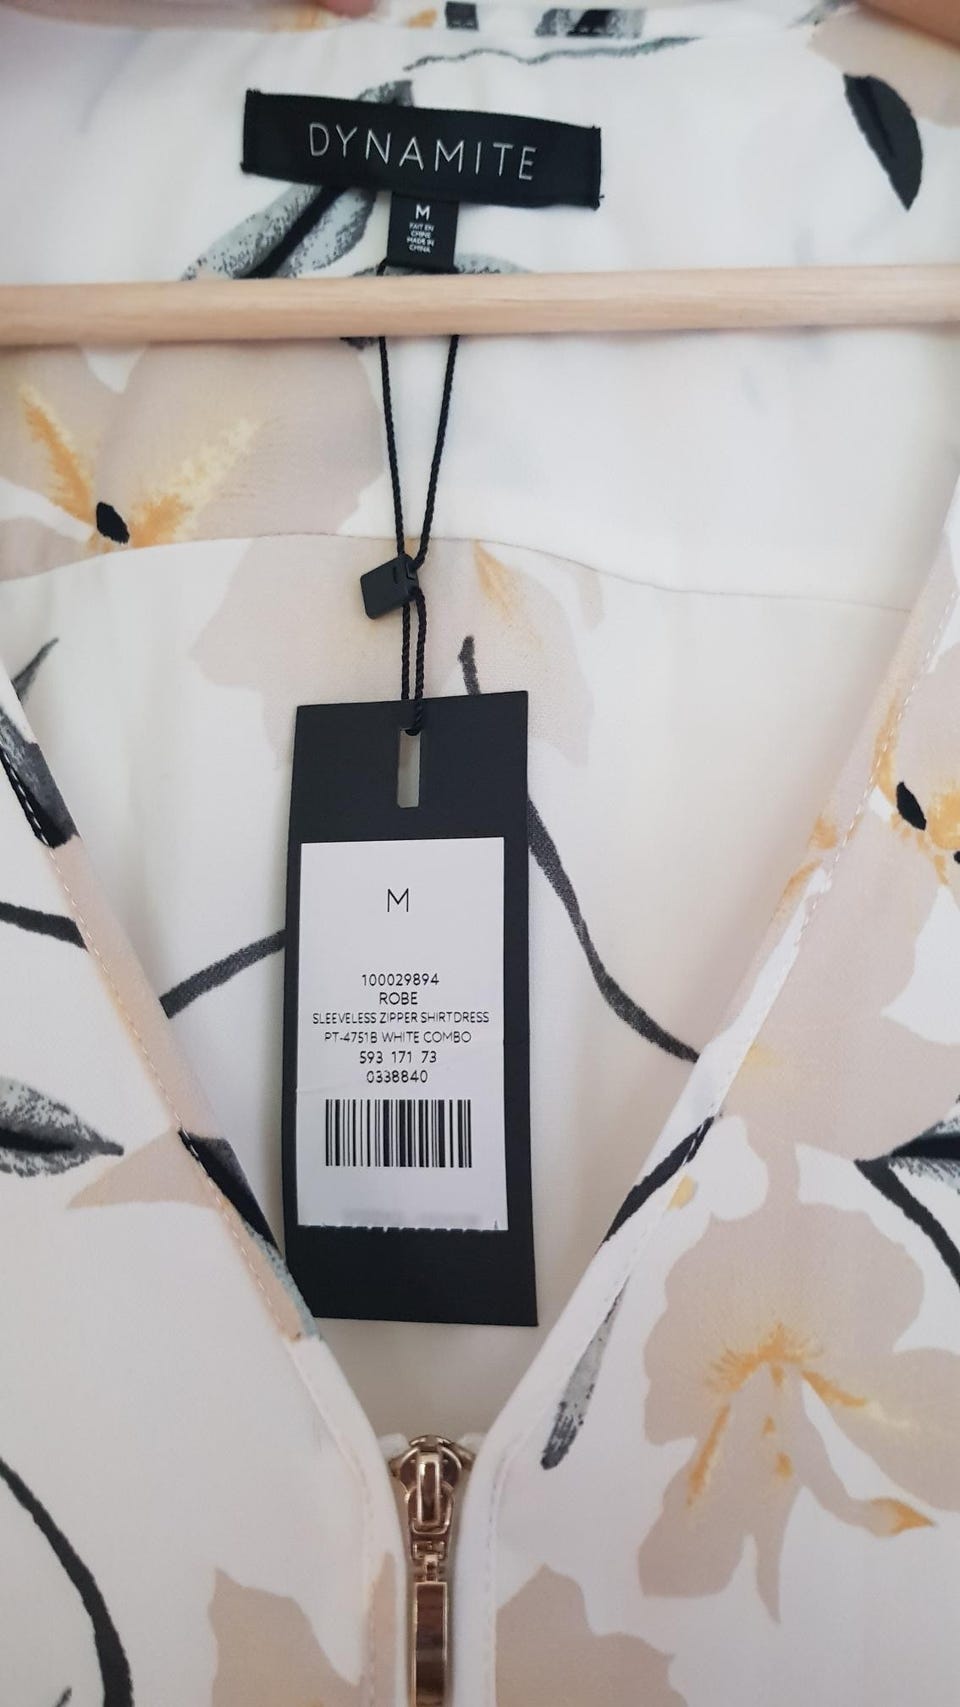 DYNAMITE
M
FAIT EN
CHINE
MADE IN
CHINA
M
100029894
ROBE
SLEEVELESS ZIPPER SHIRTDRESS
PT-4751B WHITE COMBO
593 171 73
0338840